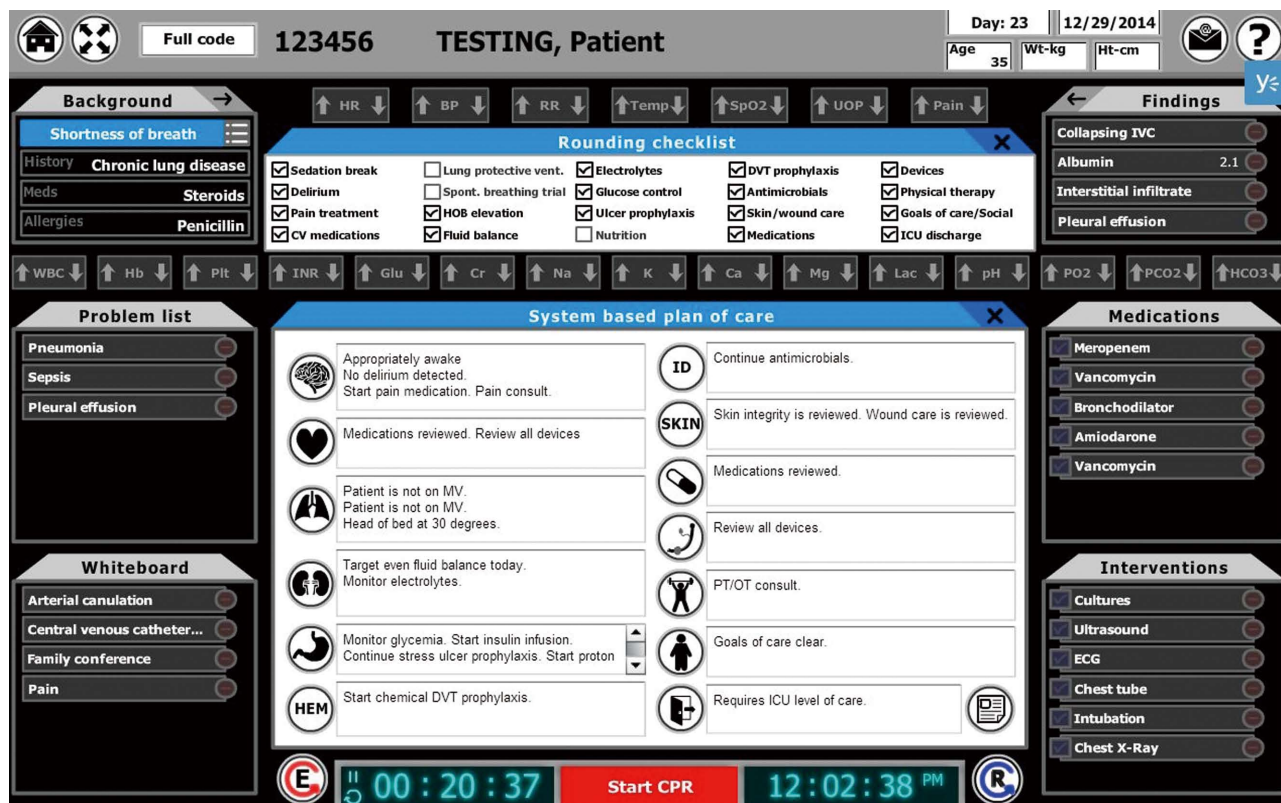 Full code
123456 TESTING, Patient
Day: 23 12/29/2014
Age 35 Wt-kg Ht-cm
@ ?
Background
Shortness of breath
History Chronic lung disease
Meds Steroids
Allergies Penicillin
HR BP RR Temp SpO2 UOP Pain
Rounding checklist
Sedation break Lung protective vent. Electrolytes DVT prophylaxis Devices
Delirium Spont. breathing trial Glucose control Antimicrobials Physical therapy
Pain treatment HOB elevation Ulcer prophylaxis Skin/wound care Goals of care/Social
CV medications Fluid balance Nutrition Medications ICU discharge
Findings
Collapsing IVC
Albumin 2.1
Interstitial infiltrate
Pleural effusion
WBC Hb Plt INR Glu Cr Na K Ca Mg Lac pH PO2 PCO2 HCO3
Problem list
Pneumonia
Sepsis
Pleural effusion
Whiteboard
Arterial canulation
Central venous catheter...
Family conference
Pain
System based plan of care
Appropriately awake
No delirium detected.
Start pain medication. Pain consult.
Medications reviewed. Review all devices
Patient is not on MV.
Patient is not on MV.
Head of bed at 30 degrees.
Target even fluid balance today.
Monitor electrolytes.
Monitor glycemia. Start insulin infusion.
Continue stress ulcer prophylaxis. Start proton
HEM Start chemical DVT prophylaxis.
ID Continue antimicrobials.
SKIN Skin integrity is reviewed. Wound care is reviewed.
Medications reviewed.
Review all devices.
PT/OT consult.
Goals of care clear.
Requires ICU level of care.
Medications
Meropenem
Vancomycin
Bronchodilator
Amiodarone
Vancomycin
Interventions
Cultures
Ultrasound
ECG
Chest tube
Intubation
Chest X-Ray
E 00:20:37 Start CPR 12:02:38 PM R